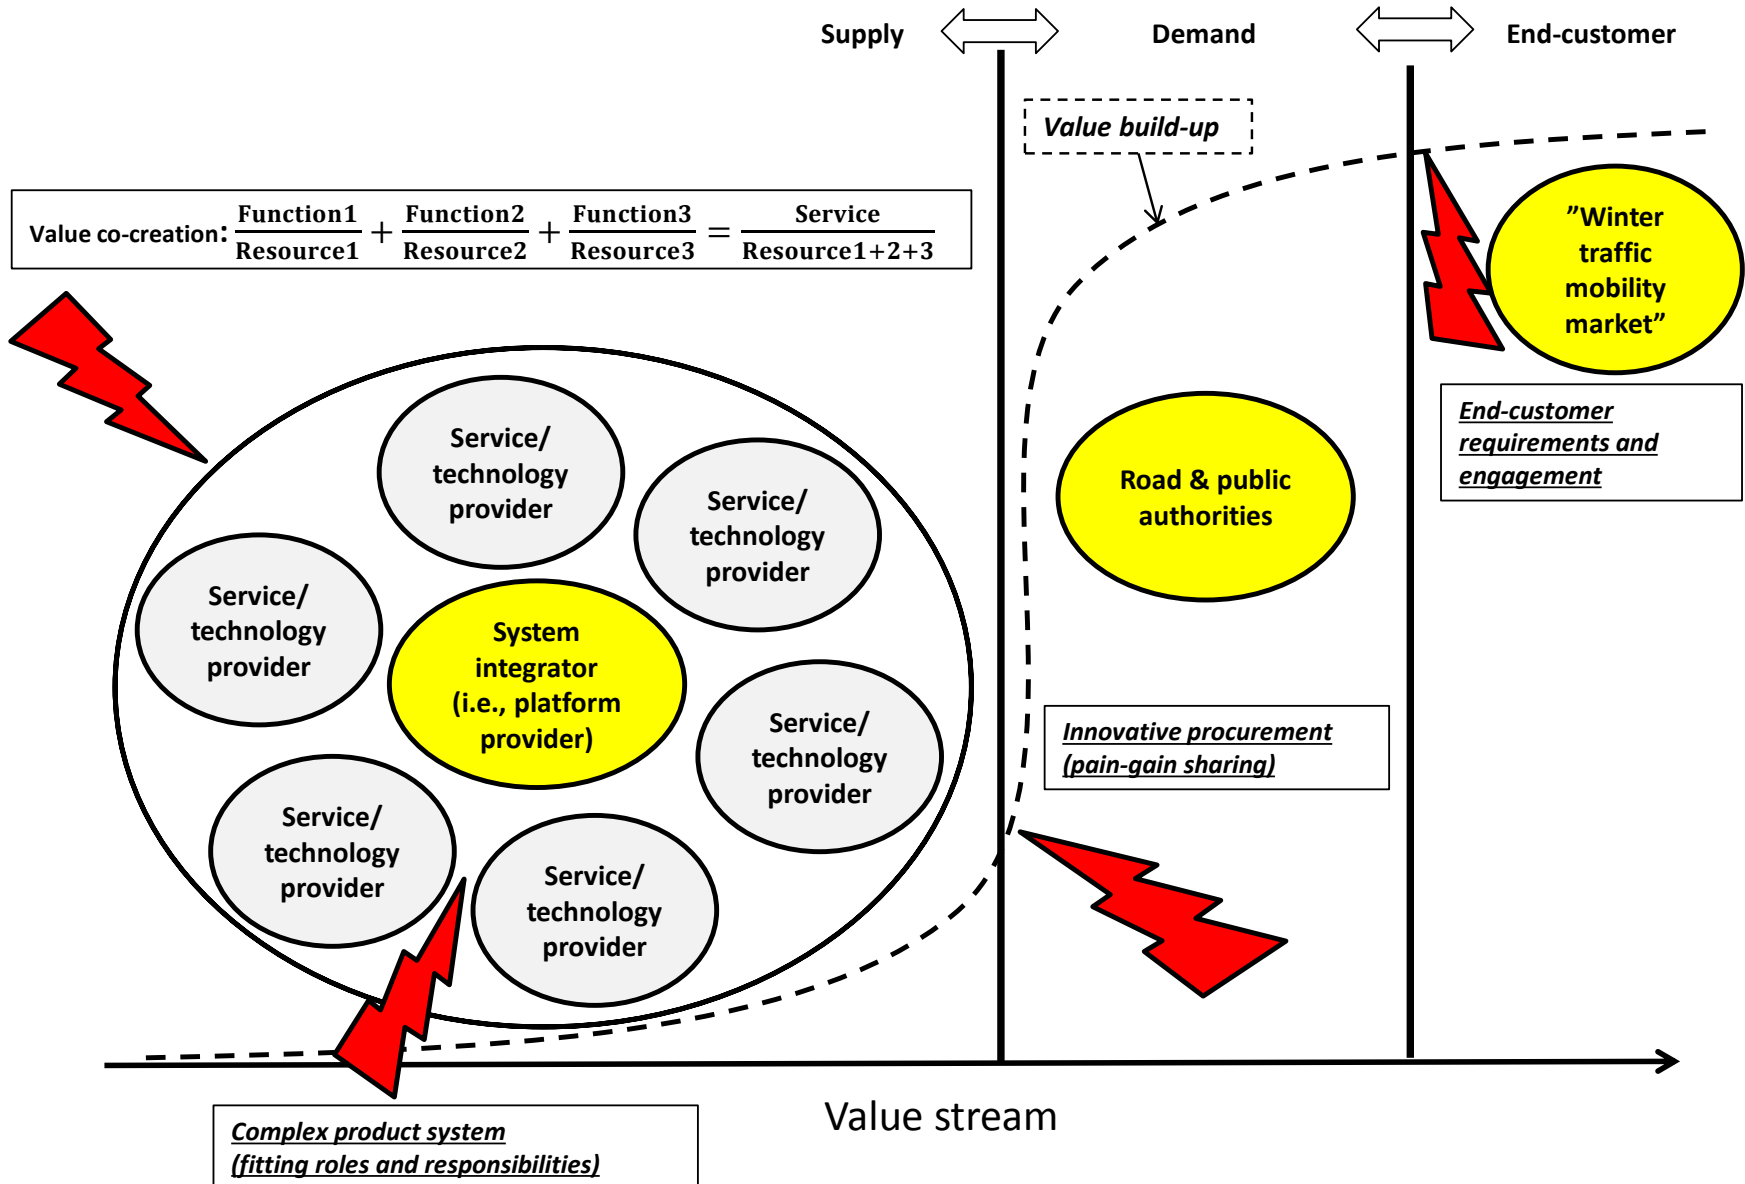 Supply
Demand
End-customer
Value build-up
Value co-creation: Function1/Resource1 + Function2/Resource2 + Function3/Resource3 = Service/Resource1+2+3
”Winter
traffic
mobility
market”
End-customer
requirements and
engagement
Service/
technology
provider
Service/
technology
provider
Service/
technology
provider
System
integrator
(i.e., platform
provider)
Service/
technology
provider
Service/
technology
provider
Service/
technology
provider
Road & public
authorities
Innovative procurement
(pain-gain sharing)
Value stream
Complex product system
(fitting roles and responsibilities)